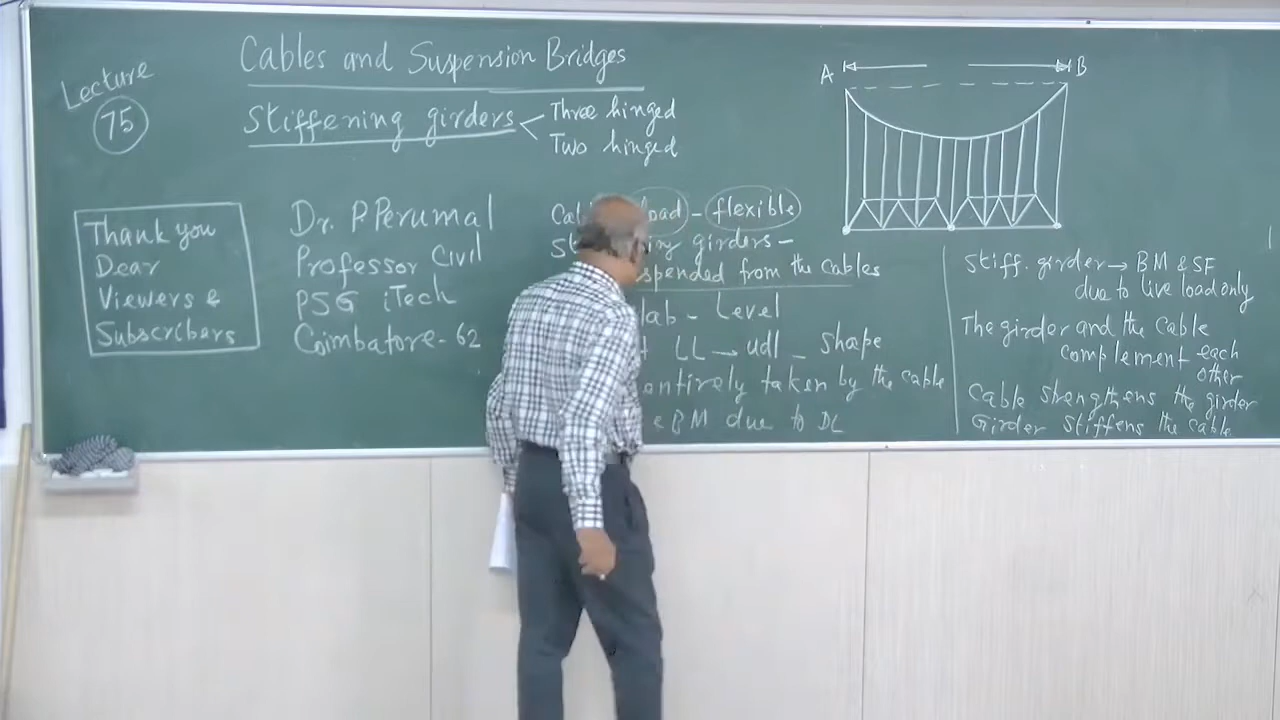 Lecture
75
Cables and Suspension Bridges
Stiffening girders
Three hinged
Two hinged
Thank you
Dear
Viewers &
Subscribers
Dr. P Perumal
Professor Civil
PSG iTech
Coimbatore - 62
load - flexible
girders -
from the cables
- Level
LL → udl - shape
entirely taken by the cable
BM due to DL
A
B
Stiff. girder → BM & SF
due to live load only
The girder and the cable
complement each
other
Cable strengthens the girder
Girder stiffens the cable